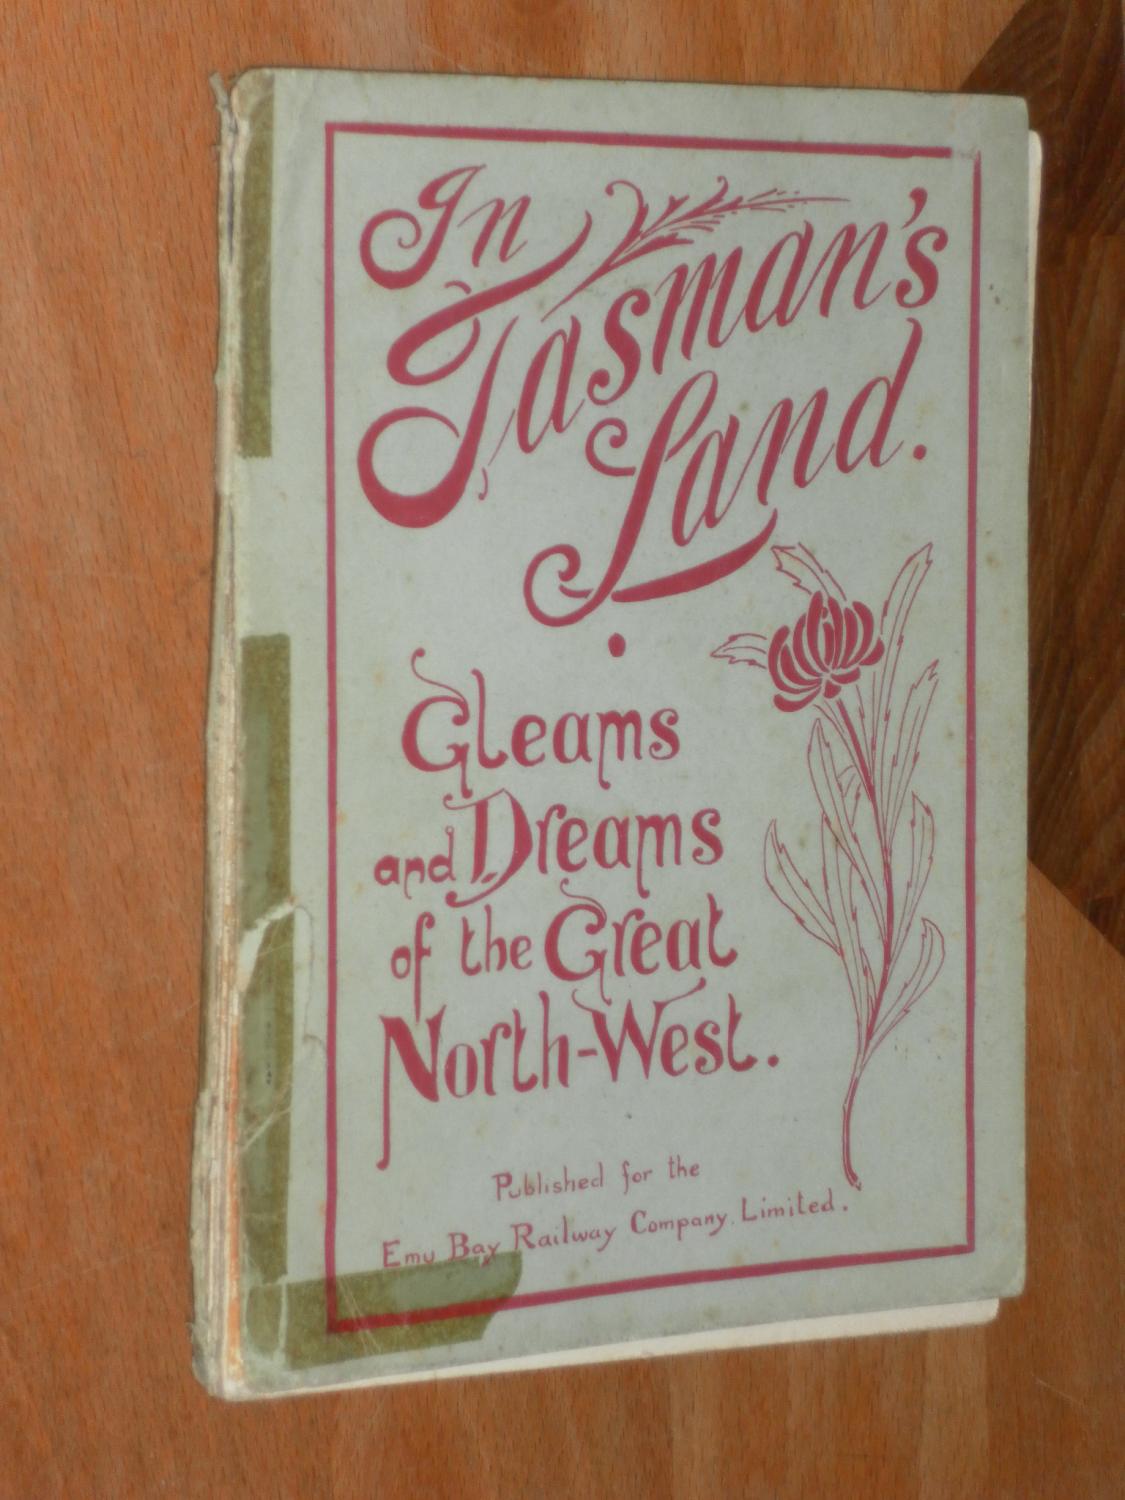 In
Tasman's
Land.
Gleams
and Dreams
of the Great
North-West.
Published for the
Emu Bay Railway Company, Limited.